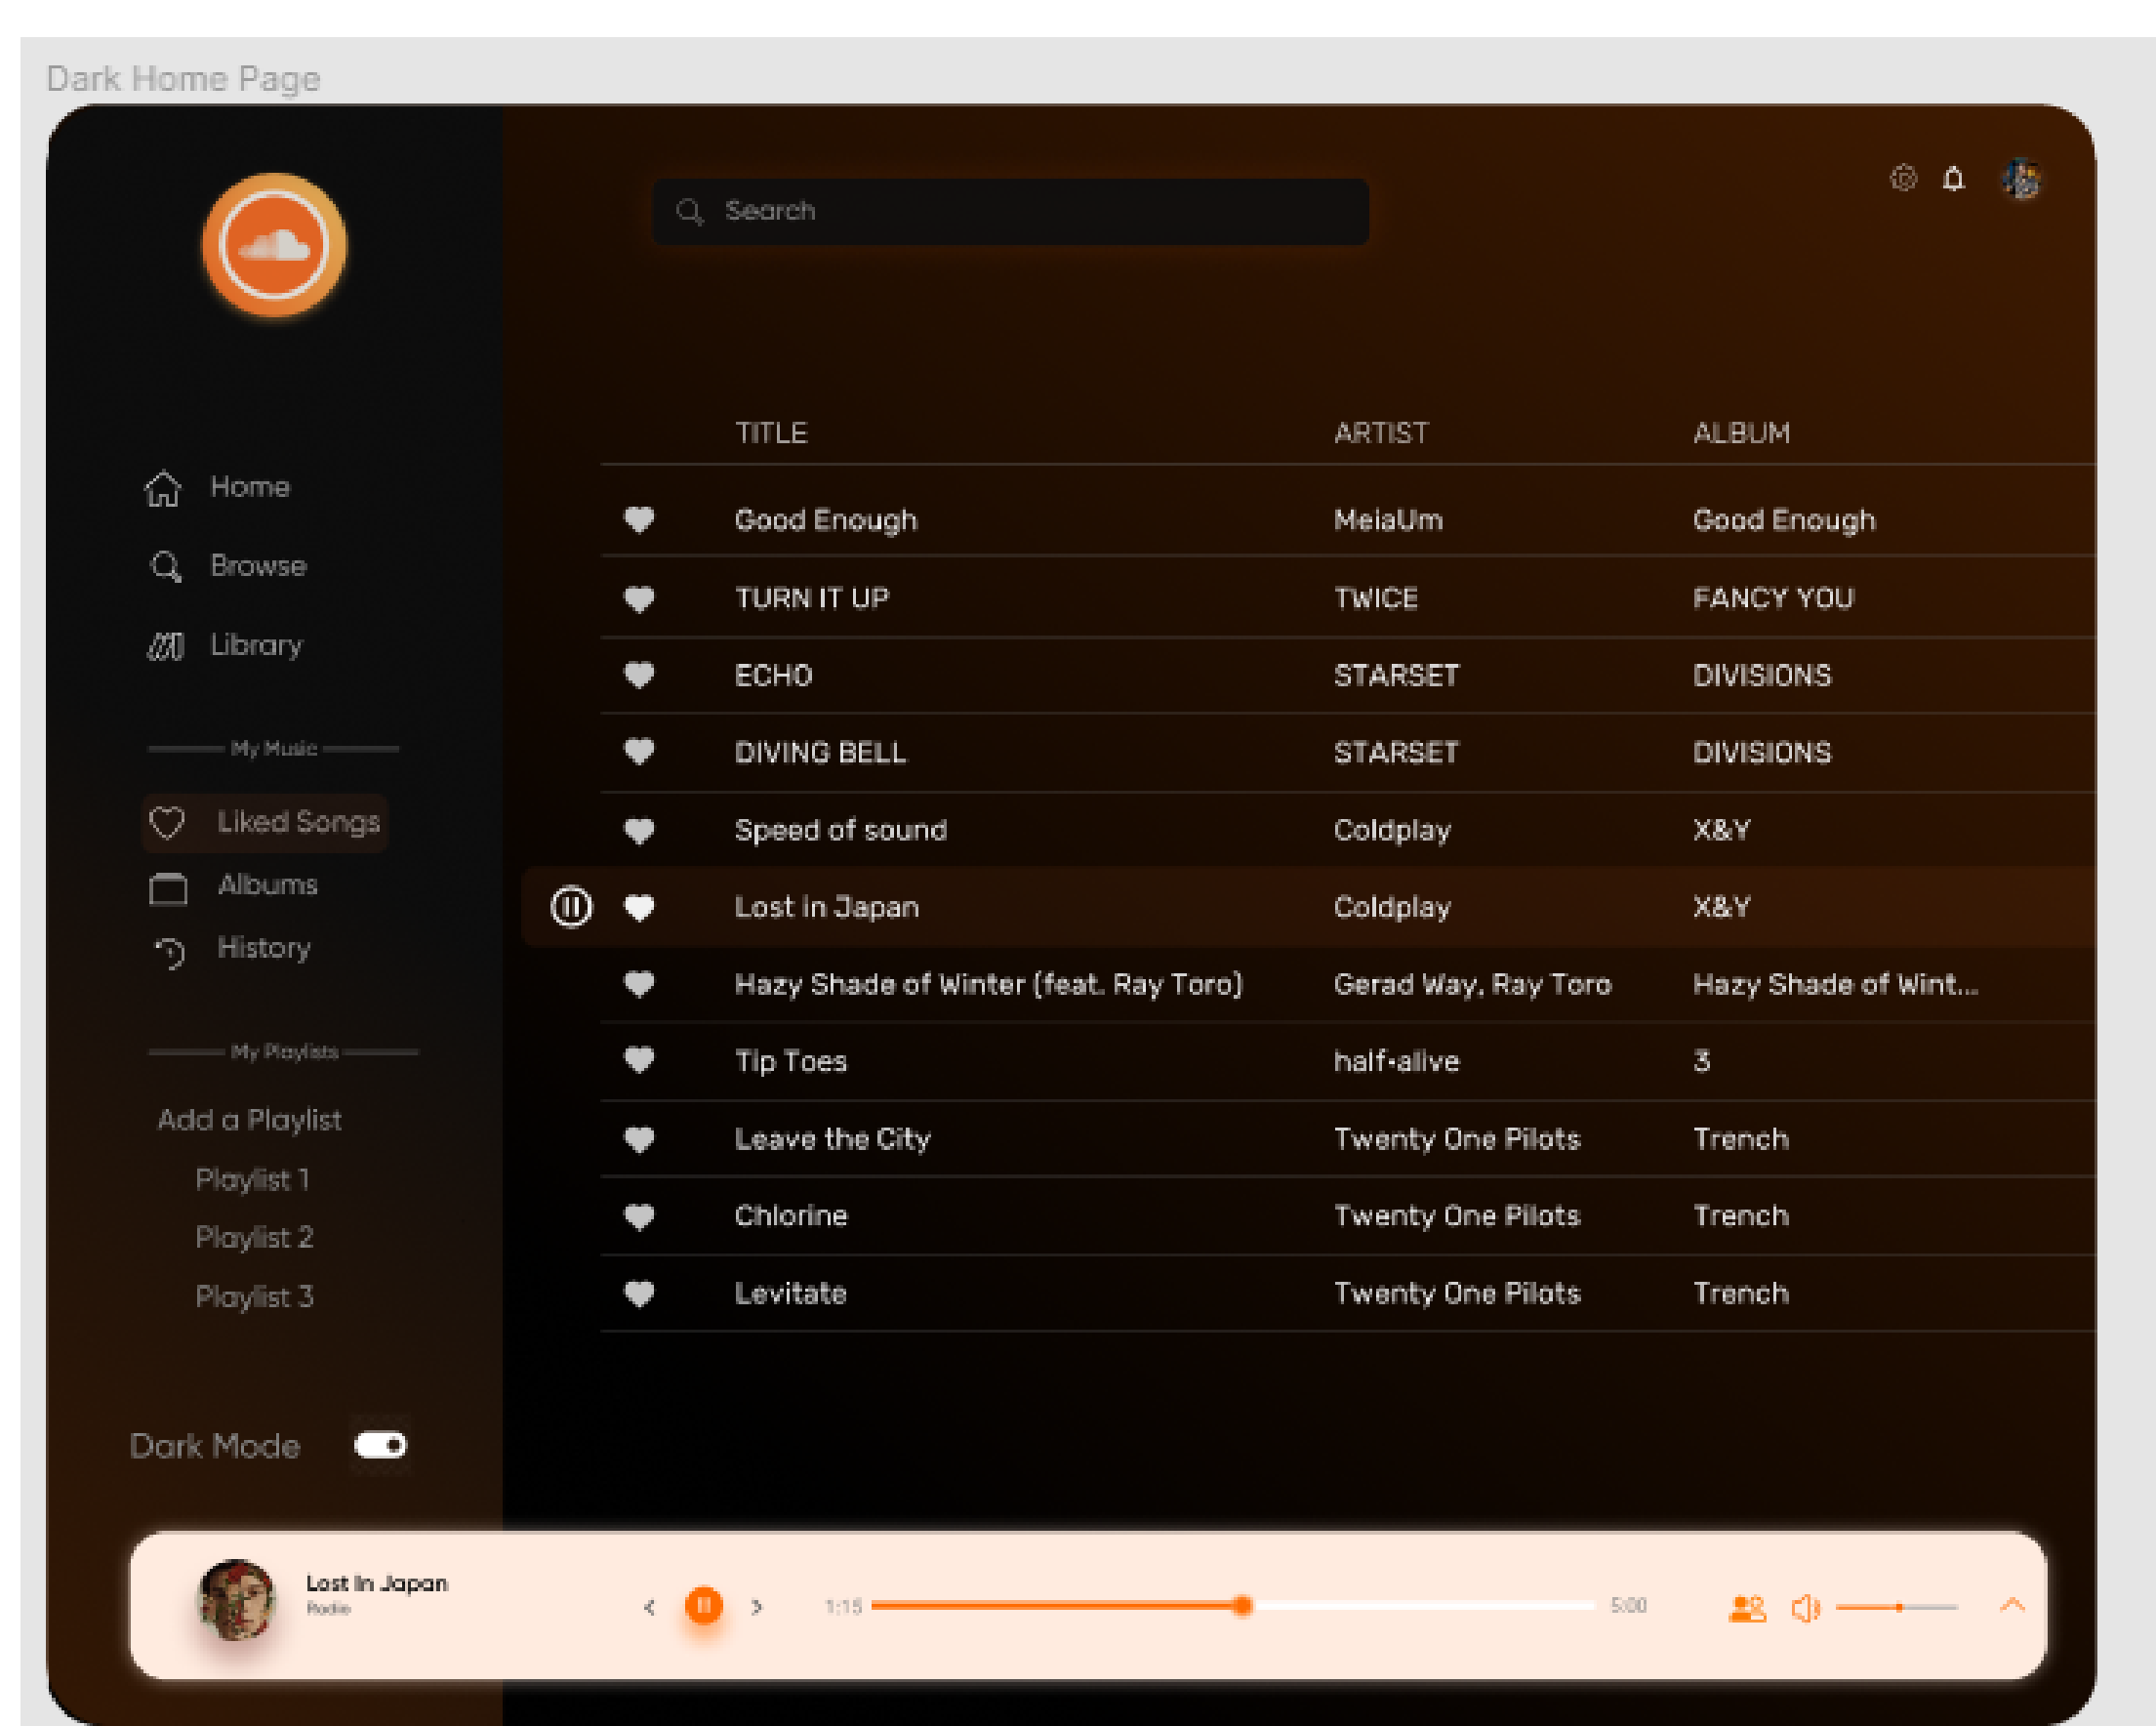 Dark Home Page
Search
Home
Browse
Library
My Music
Liked Songs
Albums
History
My Playlists
Add a Playlist
Playlist 1
Playlist 2
Playlist 3
Dark Mode
TITLE ARTIST ALBUM
Good Enough MeiaUm Good Enough
TURN IT UP TWICE FANCY YOU
ECHO STARSET DIVISIONS
DIVING BELL STARSET DIVISIONS
Speed of sound Coldplay X&Y
Lost in Japan Coldplay X&Y
Hazy Shade of Winter (feat. Ray Toro) Gerad Way, Ray Toro Hazy Shade of Wint...
Tip Toes half•alive 3
Leave the City Twenty One Pilots Trench
Chlorine Twenty One Pilots Trench
Levitate Twenty One Pilots Trench
Lost In Japan
Radio
1:15 5:00